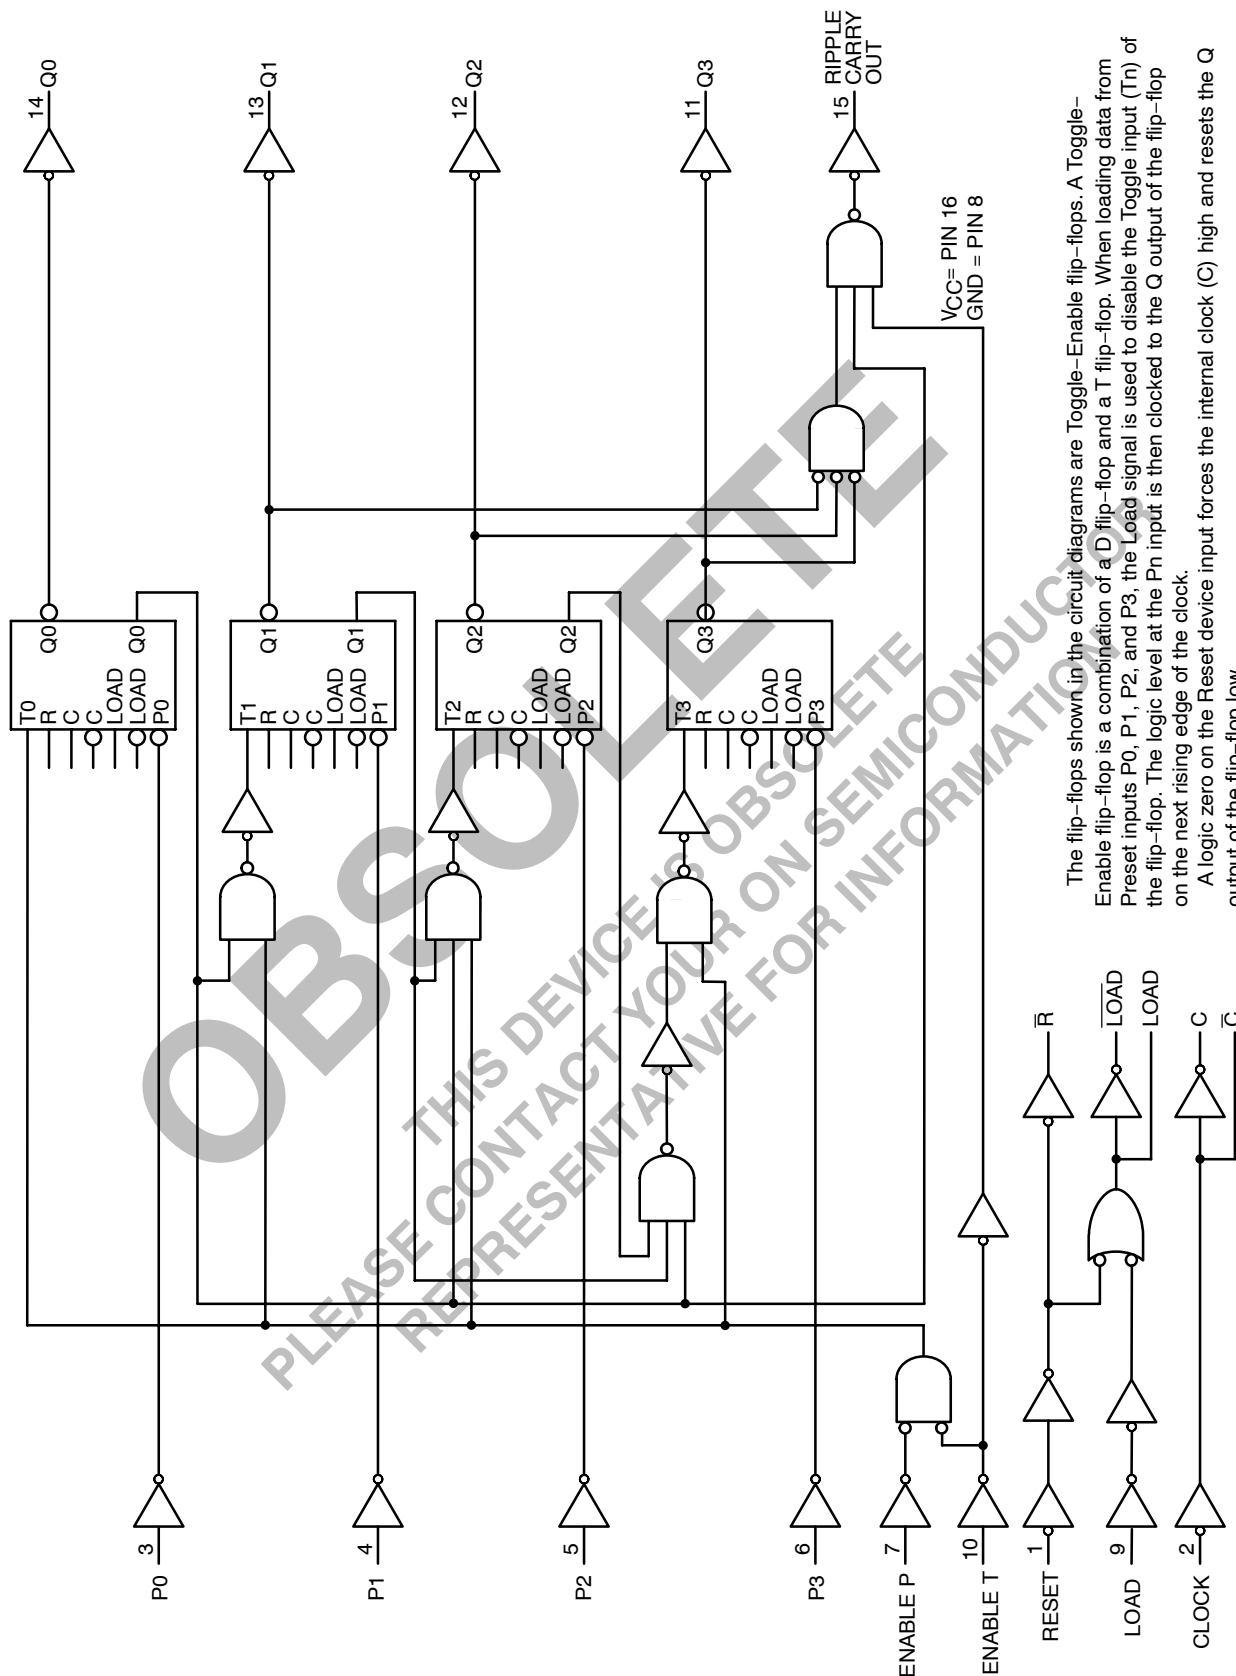 P0
3
P1
4
P2
5
P3
6
ENABLE P
7
ENABLE T
10
RESET
1
LOAD
9
CLOCK
2
T0
R
C
C
LOAD
LOAD
P0
Q0
Q0
T1
R
C
C
LOAD
LOAD
P1
Q1
Q1
T2
R
C
C
LOAD
LOAD
P2
Q2
Q2
T3
R
C
C
LOAD
LOAD
P3
Q3
14 Q0
13 Q1
12 Q2
11 Q3
15
RIPPLE
CARRY
OUT
VCC= PIN 16
GND = PIN 8
R̅
L̅O̅A̅D̅
LOAD
C
C̅
The flip–flops shown in the circuit diagrams are Toggle–Enable flip–flops. A Toggle–
Enable flip–flop is a combination of a D flip–flop and a T flip–flop. When loading data from
Preset inputs P0, P1, P2, and P3, the Load signal is used to disable the Toggle input (Tn) of
the flip–flop. The logic level at the Pn input is then clocked to the Q output of the flip–flop
on the next rising edge of the clock.
A logic zero on the Reset device input forces the internal clock (C) high and resets the Q
output of the flip–flop low.
OBSOLETE
THIS DEVICE IS OBSOLETE
PLEASE CONTACT YOUR ON SEMICONDUCTOR
REPRESENTATIVE FOR INFORMATION